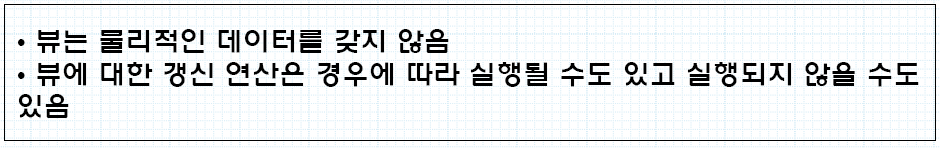 • 뷰는 물리적인 데이터를 갖지 않음
• 뷰에 대한 갱신 연산은 경우에 따라 실행될 수도 있고 실행되지 않을 수도
있음